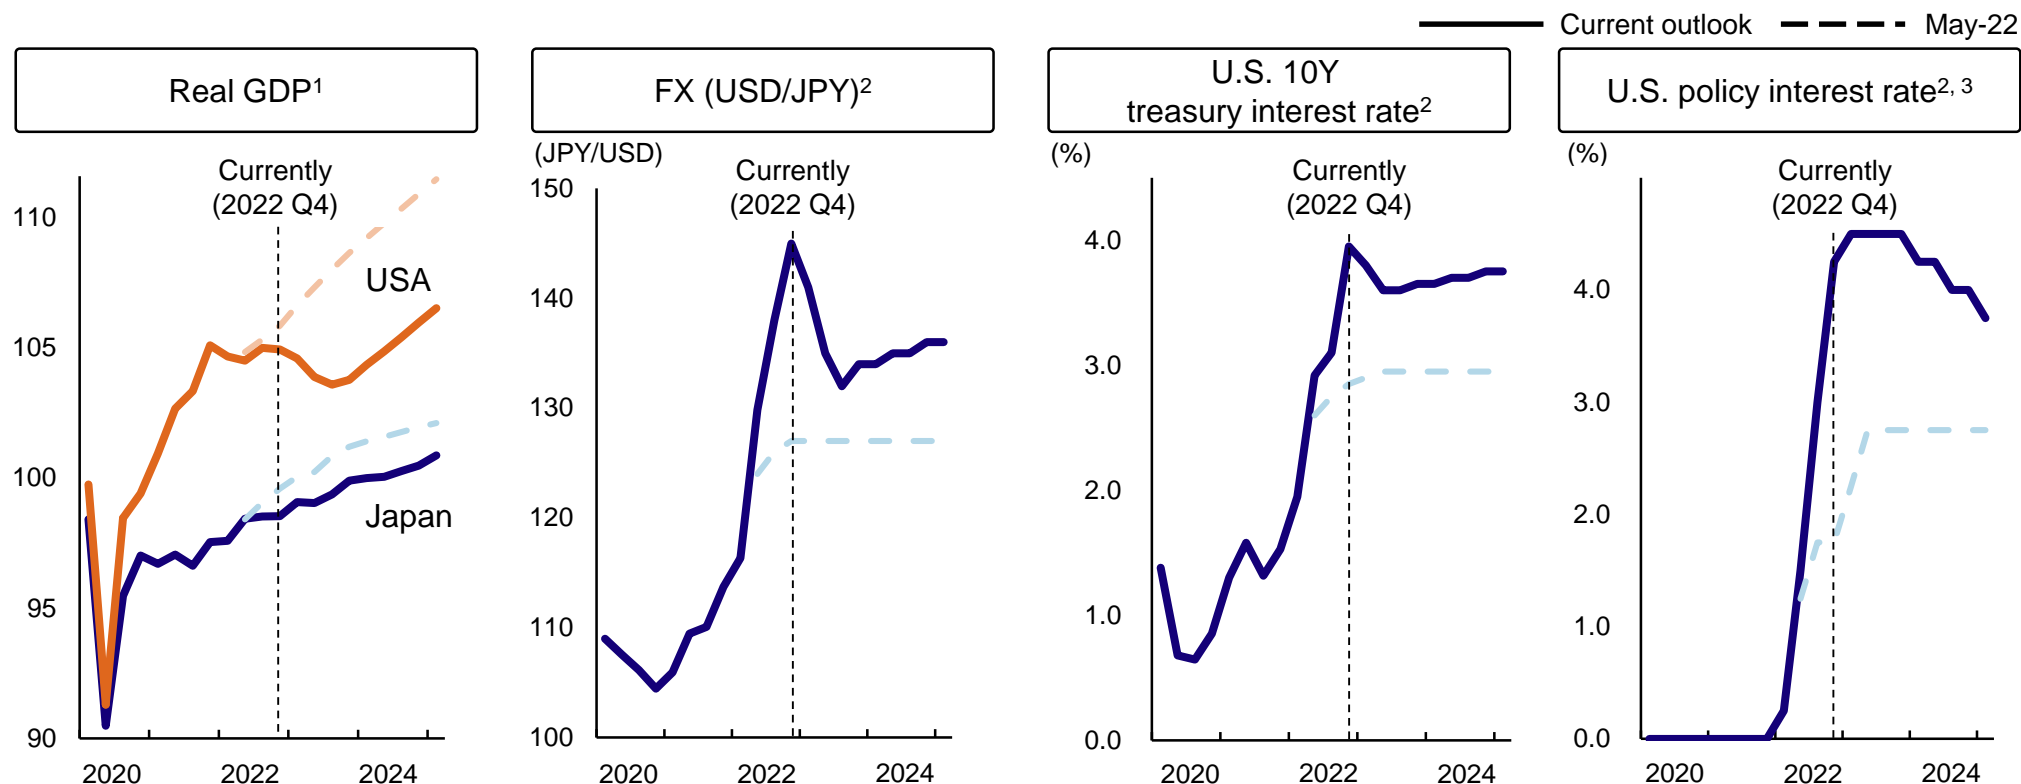 Current outlook
May-22
Real GDP1
FX (USD/JPY)2
U.S. 10Y
treasury interest rate2
U.S. policy interest rate2, 3
Currently
(2022 Q4)
110
105
100
95
90
USA
Japan
2020
2022
2024
(JPY/USD)
Currently
(2022 Q4)
150
140
130
120
110
100
2020
2022
2024
(%)
Currently
(2022 Q4)
4.0
3.0
2.0
1.0
0.0
2020
2022
2024
(%)
Currently
(2022 Q4)
4.0
3.0
2.0
1.0
0.0
2020
2022
2024